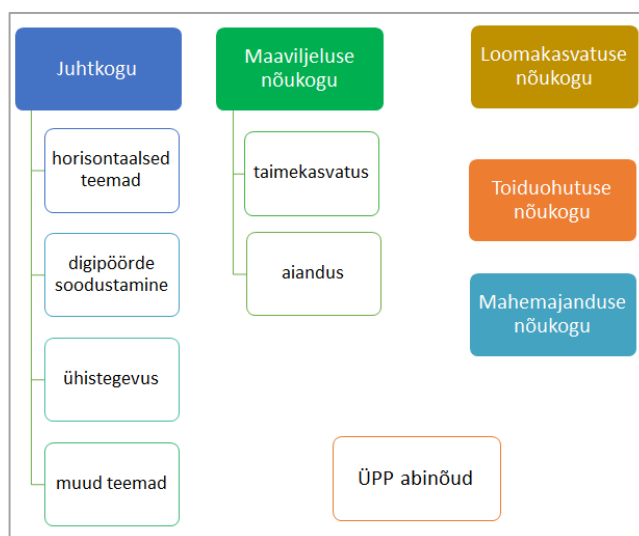 Juhtkogu
horisontaalsed
teemad
digipöörde
soodustamine
ühistegevus
muud teemad
Maaviljeluse
nõukogu
taimekasvatus
aiandus
Loomakasvatuse
nõukogu
Toiduohutuse
nõukogu
Mahemajanduse
nõukogu
ÜPP abinõud